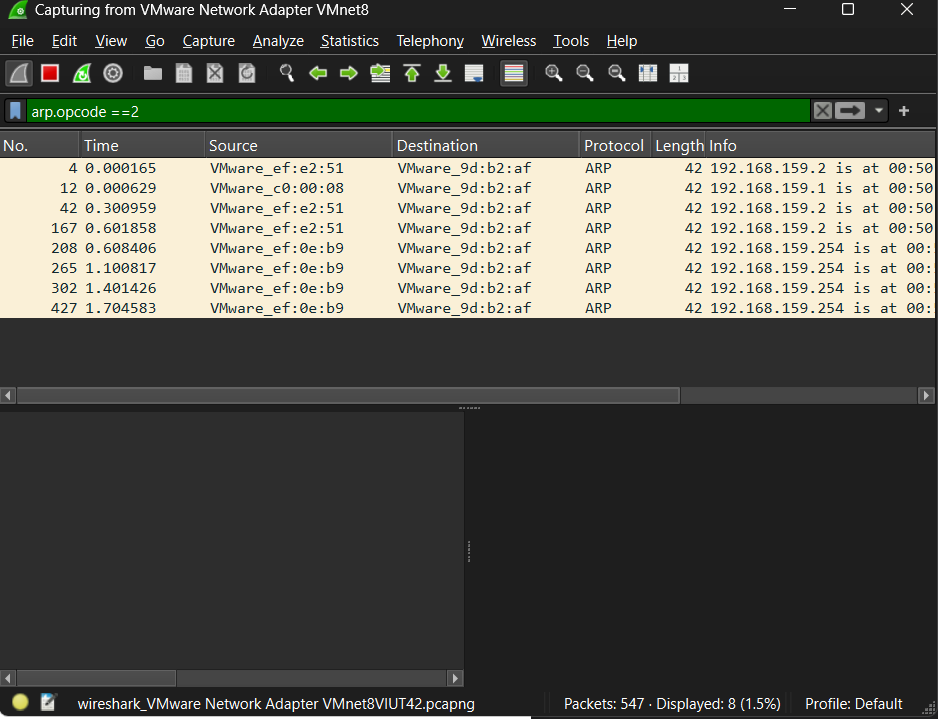 Capturing from VMware Network Adapter VMnet8
File Edit View Go Capture Analyze Statistics Telephony Wireless Tools Help
arp.opcode ==2
No. Time Source Destination Protocol Length Info
4 0.000165 VMware_ef:e2:51 VMware_9d:b2:af ARP 42 192.168.159.2 is at 00:50
12 0.000629 VMware_c0:00:08 VMware_9d:b2:af ARP 42 192.168.159.1 is at 00:50
42 0.300959 VMware_ef:e2:51 VMware_9d:b2:af ARP 42 192.168.159.2 is at 00:50
167 0.601858 VMware_ef:e2:51 VMware_9d:b2:af ARP 42 192.168.159.2 is at 00:50
208 0.608406 VMware_ef:0e:b9 VMware_9d:b2:af ARP 42 192.168.159.254 is at 00:
265 1.100817 VMware_ef:0e:b9 VMware_9d:b2:af ARP 42 192.168.159.254 is at 00:
302 1.401426 VMware_ef:0e:b9 VMware_9d:b2:af ARP 42 192.168.159.254 is at 00:
427 1.704583 VMware_ef:0e:b9 VMware_9d:b2:af ARP 42 192.168.159.254 is at 00:
wireshark_VMware Network Adapter VMnet8VIUT42.pcapng Packets: 547 · Displayed: 8 (1.5%) Profile: Default